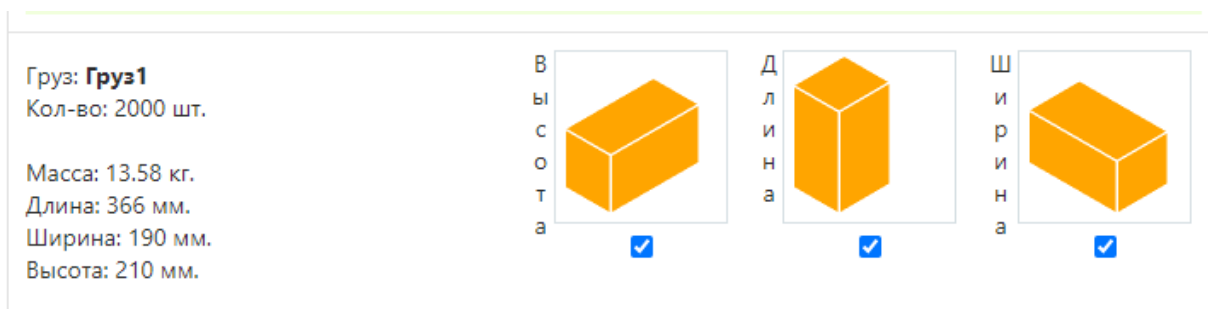 Груз: Груз1
Кол-во: 2000 шт.
Масса: 13.58 кг.
Длина: 366 мм.
Ширина: 190 мм.
Высота: 210 мм.
Высота
Длина
Ширина